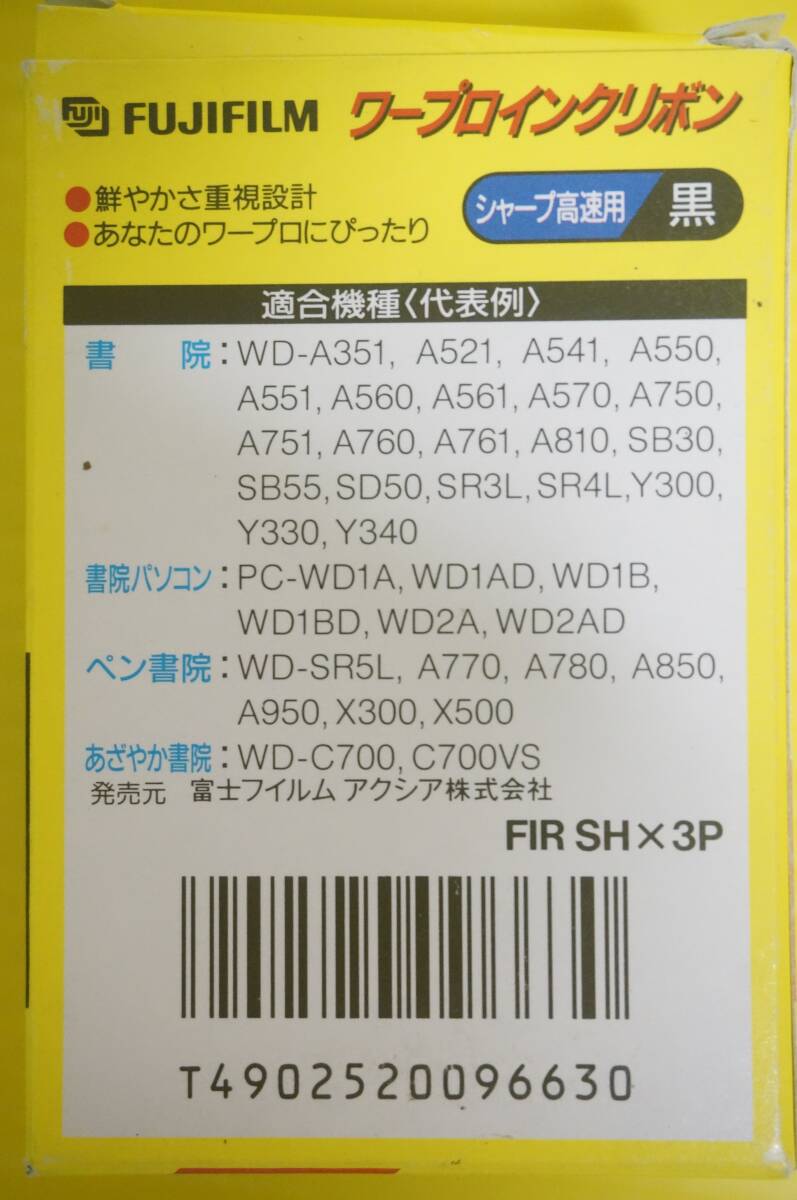 FUJI FUJIFILM ワープロインクリボン
●鮮やかさ重視設計
●あなたのワープロにぴったり
シャープ高速用 黒
適合機種〈代表例〉
書 院:WD-A351, A521, A541, A550,
A551, A560, A561, A570, A750,
A751, A760, A761, A810, SB30,
SB55, SD50, SR3L, SR4L, Y300,
Y330, Y340
書院パソコン:PC-WD1A, WD1AD, WD1B,
WD1BD, WD2A, WD2AD
ペン書院:WD-SR5L, A770, A780, A850,
A950, X300, X500
あざやか書院:WD-C700, C700VS
発売元 富士フイルム アクシア株式会社
FIR SH×3P
T4902520096630